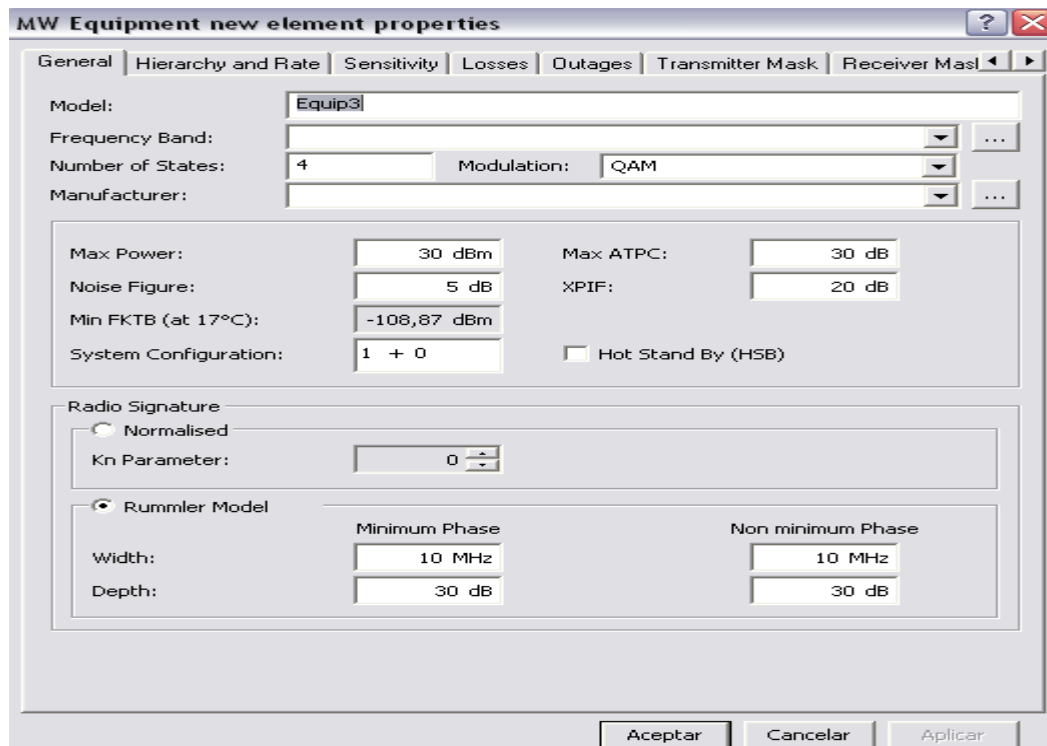 MW Equipment new element properties
General Hierarchy and Rate Sensitivity Losses Outages Transmitter Mask Receiver Masl
Model: Equip3
Frequency Band: ...
Number of States: 4 Modulation: QAM
Manufacturer: ...
Max Power: 30 dBm Max ATPC: 30 dB
Noise Figure: 5 dB XPIF: 20 dB
Min FKTB (at 17ºC): -108,87 dBm
System Configuration: 1 + 0 Hot Stand By (HSB)
Radio Signature
Normalised
Kn Parameter: 0
Rummler Model
Minimum Phase Non minimum Phase
Width: 10 MHz 10 MHz
Depth: 30 dB 30 dB
Aceptar Cancelar Aplicar